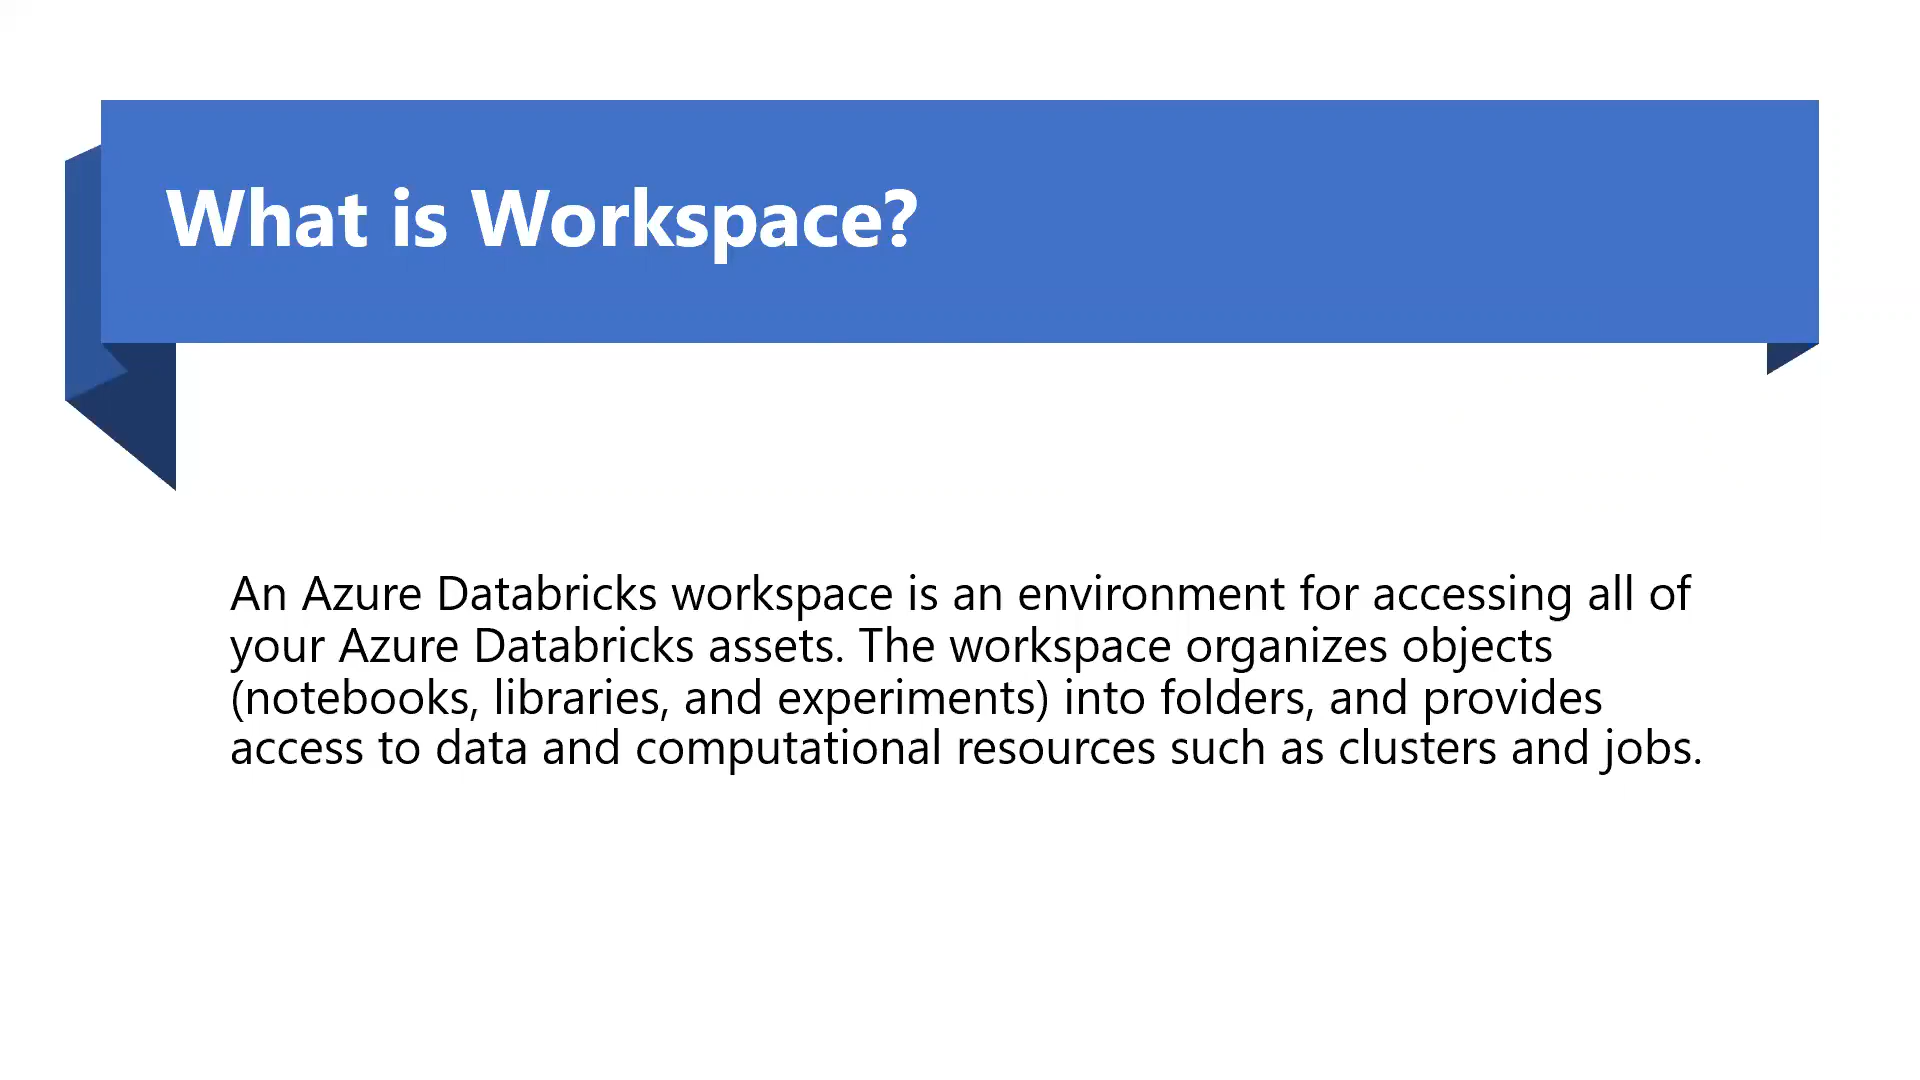 What is Workspace?
An Azure Databricks workspace is an environment for accessing all of
your Azure Databricks assets. The workspace organizes objects
(notebooks, libraries, and experiments) into folders, and provides
access to data and computational resources such as clusters and jobs.